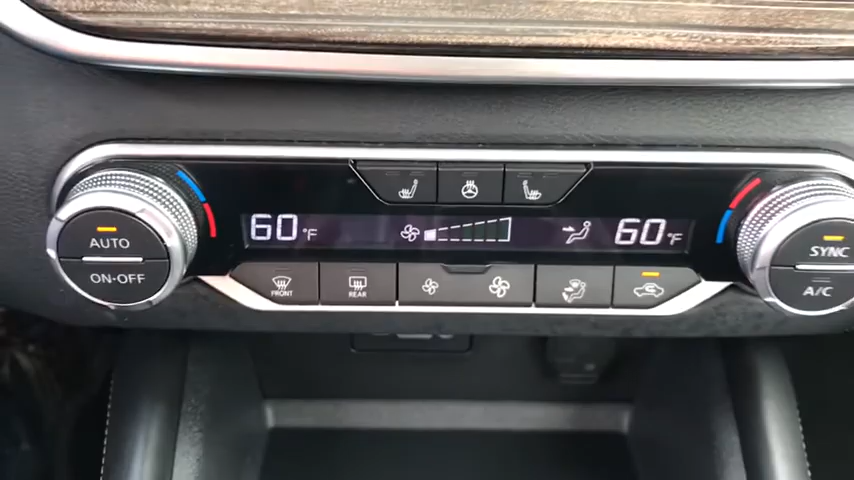 60 °F
60 °F
AUTO
ON·OFF
SYNC
A/C
FRONT
REAR